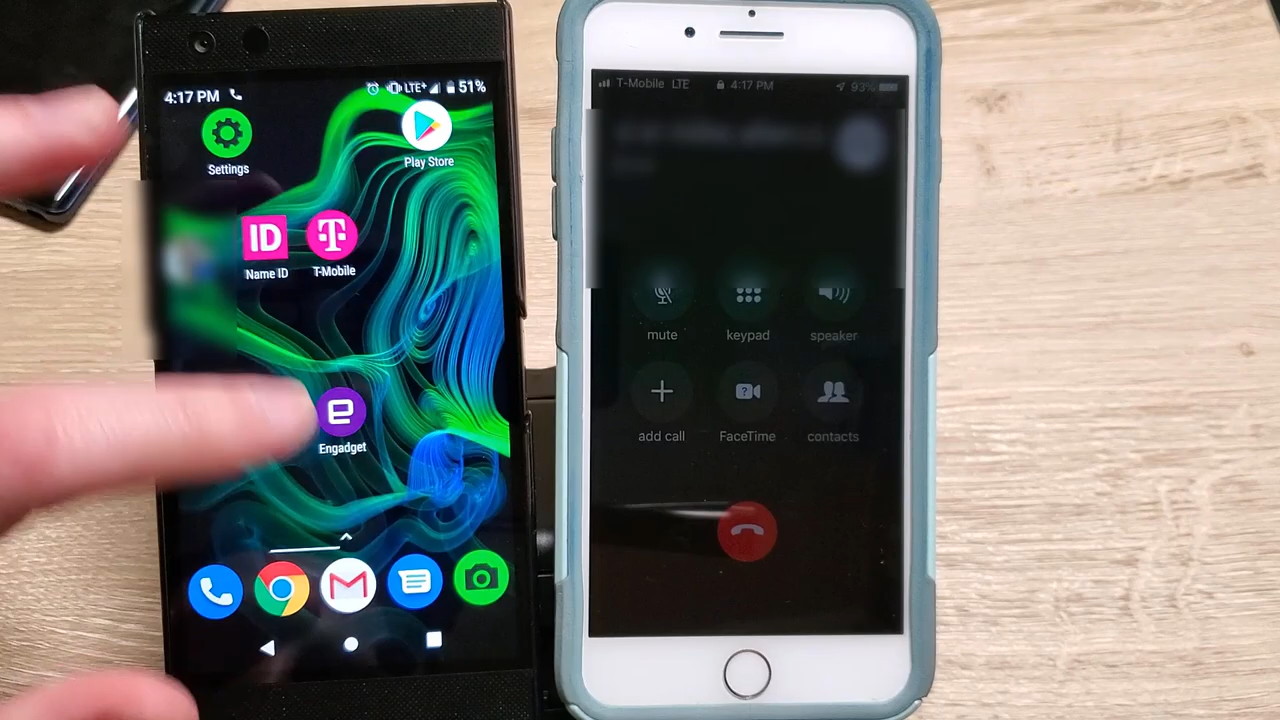 4:17 PM LTE+ 51%
Settings
Play Store
ID
Name ID
T
T-Mobile
e
Engadget
T-Mobile LTE 4:17 PM 93%
mute
keypad
speaker
add call
?
FaceTime
contacts